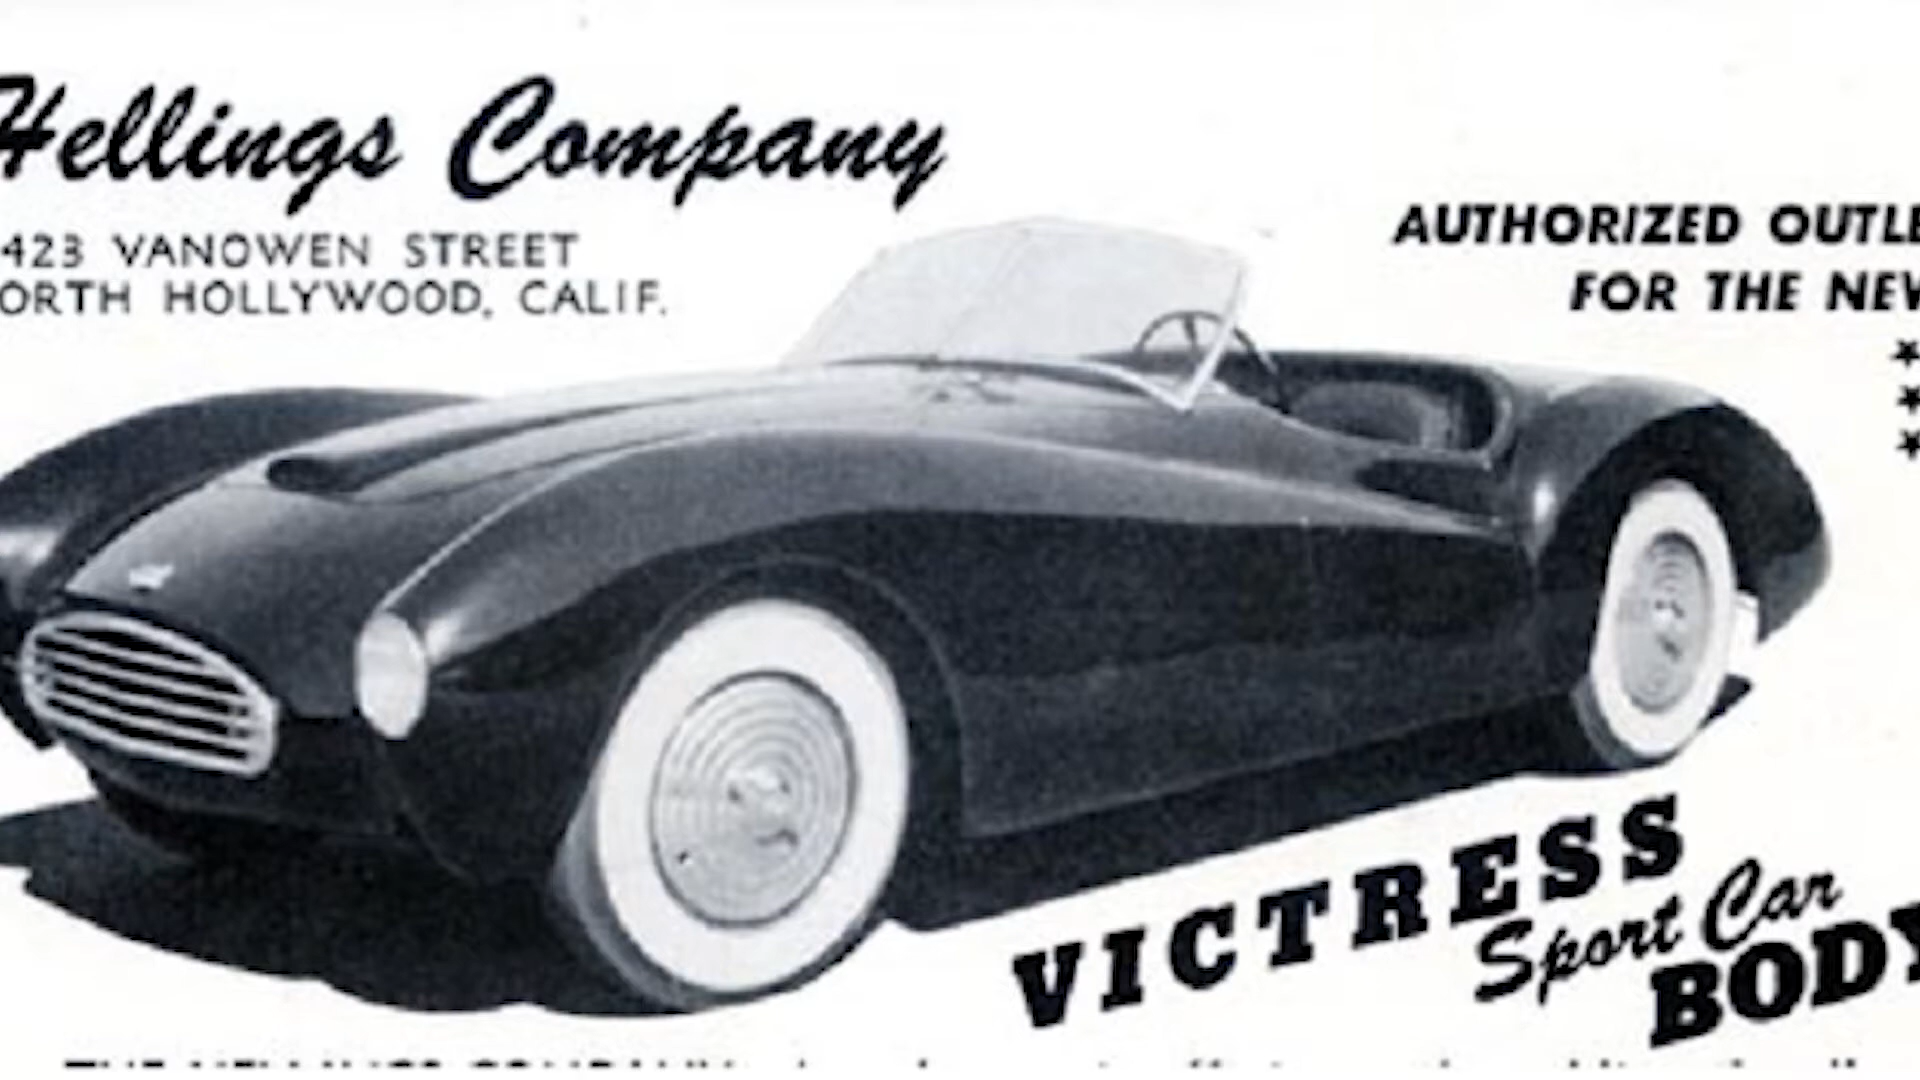 Hellings Company
423 VANOWEN STREET
ORTH HOLLYWOOD, CALIF.
AUTHORIZED OUTLE
FOR THE NEW
VICTRESS
Sport Car
BODY